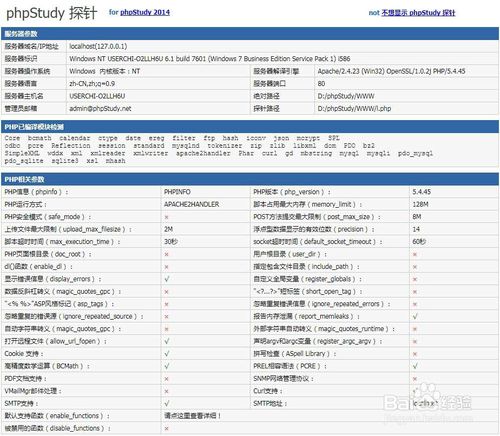 phpStudy 探针 for phpStudy 2014 not 不想显示 phpStudy 探针
服务器参数
服务器域名/IP地址 localhost(127.0.0.1)
服务器标识 Windows NT USERCHI-O2LLH6U 6.1 build 7601 (Windows 7 Business Edition Service Pack 1) i586
服务器操作系统 Windows 内核版本：NT 服务器解译引擎 Apache/2.4.23 (Win32) OpenSSL/1.0.2j PHP/5.4.45
服务器语言 zh-CN,zh;q=0.9 服务器端口 80
服务器主机名 USERCHI-O2LLH6U 绝对路径 D:/phpStudy/WWW
管理员邮箱 admin@phpStudy.net 探针路径 D:/phpStudy/WWW/l.php
PHP已编译模块检测
Core bcmath calendar ctype date ereg filter ftp hash iconv json mcrypt SPL
odbc pcre Reflection session standard mysqlnd tokenizer zip zlib libxml dom PDO bz2
SimpleXML wddx xml xmlreader xmlwriter apache2handler Phar curl gd mbstring mysql mysqli pdo_mysql
pdo_sqlite sqlite3 xsl mhash
PHP相关参数
PHP信息（phpinfo）： PHPINFO PHP版本（php_version）： 5.4.45
PHP运行方式： APACHE2HANDLER 脚本占用最大内存（memory_limit）： 128M
PHP安全模式（safe_mode）： × POST方法提交最大限制（post_max_size）： 8M
上传文件最大限制（upload_max_filesize）： 2M 浮点型数据显示的有效位数（precision）： 14
脚本超时时间（max_execution_time）： 30秒 socket超时时间（default_socket_timeout）： 60秒
PHP页面根目录（doc_root）： × 用户根目录（user_dir）： ×
dl()函数（enable_dl）： × 指定包含文件目录（include_path）： ×
显示错误信息（display_errors）： √ 自定义全局变量（register_globals）： ×
数据反斜杠转义（magic_quotes_gpc）： × "<?...?>"短标签（short_open_tag）： ×
"<% %>"ASP风格标记（asp_tags）： × 忽略重复错误信息（ignore_repeated_errors）： ×
忽略重复的错误源（ignore_repeated_source）： × 报告内存泄漏（report_memleaks）： √
自动字符串转义（magic_quotes_gpc）： × 外部字符串自动转义（magic_quotes_runtime）： ×
打开远程文件（allow_url_fopen）： √ 声明argv和argc变量（register_argc_argv）： ×
Cookie 支持： √ 拼写检查（ASpell Library）： ×
高精度数学运算（BCMath）： √ PREL相容语法（PCRE）： √
PDF文档支持： × SNMP网络管理协议： ×
VMailMgr邮件处理： × Curl支持： √
SMTP支持： √ SMTP地址： localhost
默认支持函数（enable_functions）： 请点这里查看详细！
被禁用的函数（disable_functions）： ×
Baidu 经验
jingyan.baidu.com